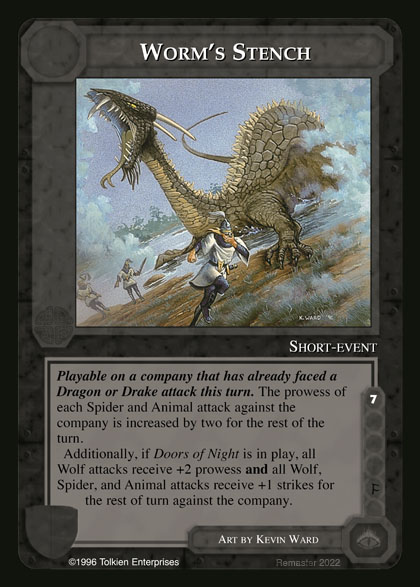 Worm's Stench
K. WARD
Short-event
Playable on a company that has already faced a
Dragon or Drake attack this turn. The prowess of
each Spider and Animal attack against the
company is increased by two for the rest of the
turn.
Additionally, if Doors of Night is in play, all
Wolf attacks receive +2 prowess and all Wolf,
Spider, and Animal attacks receive +1 strikes for
the rest of turn against the company.
7
F
Art by Kevin Ward
©1996 Tolkien Enterprises
Remaster 2022